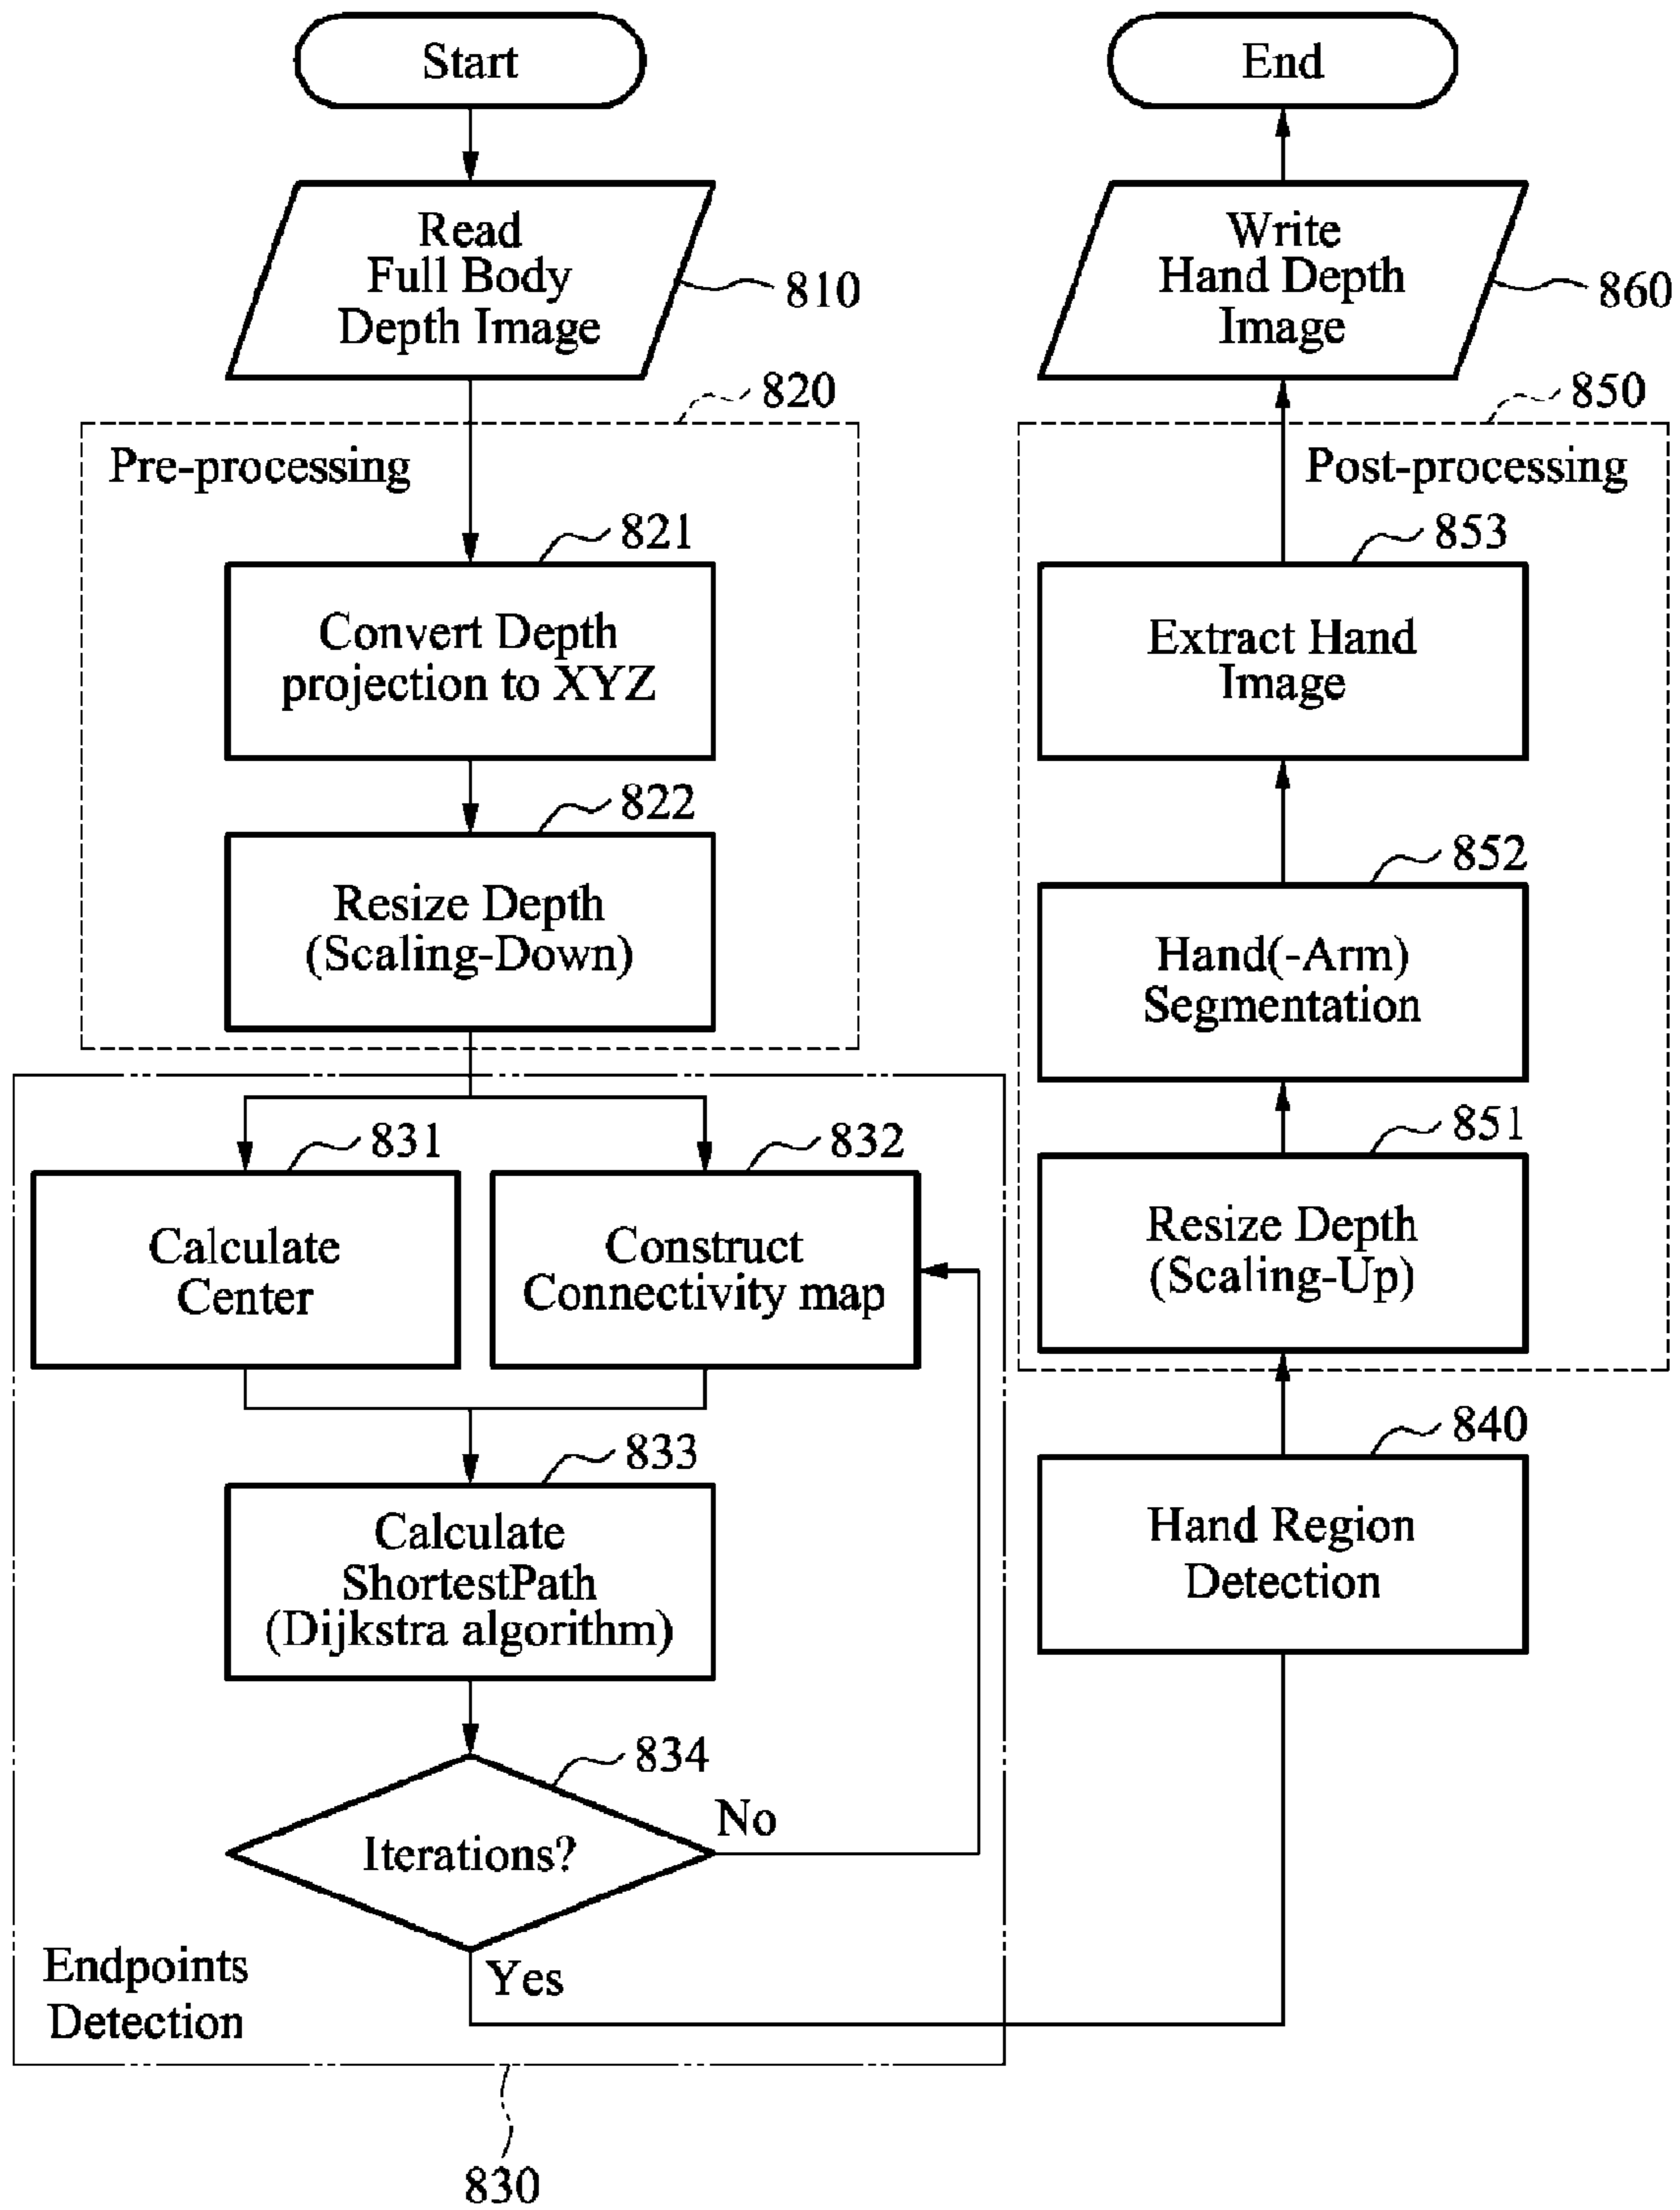 Start
Read
Full Body
Depth Image
810
820
Pre-processing
821
Convert Depth
projection to XYZ
822
Resize Depth
(Scaling-Down)
831
Calculate
Center
832
Construct
Connectivity map
833
Calculate
ShortestPath
(Dijkstra algorithm)
834
Iterations?
No
Yes
Endpoints
Detection
830
End
Write
Hand Depth
Image
860
850
Post-processing
853
Extract Hand
Image
852
Hand(-Arm)
Segmentation
851
Resize Depth
(Scaling-Up)
840
Hand Region
Detection